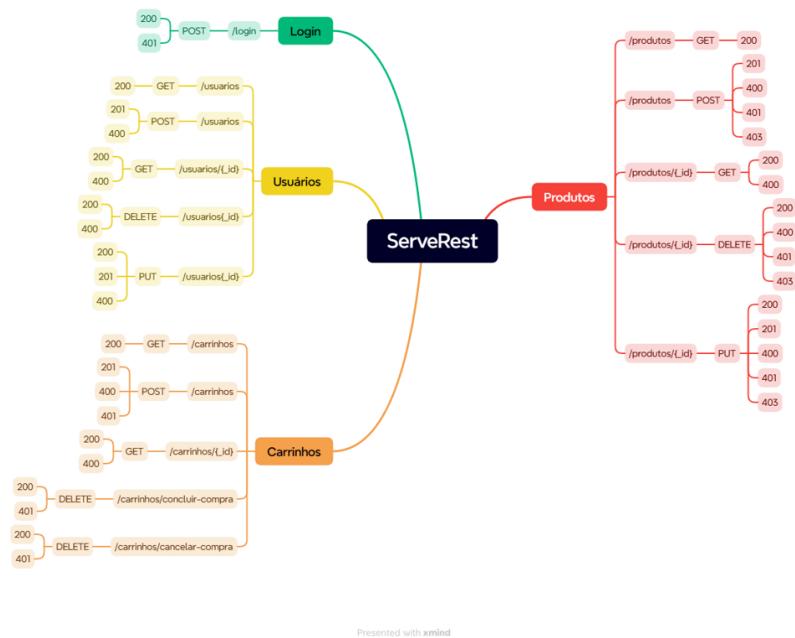 ServeRest
Login
/login
POST
200
401
Usuários
/usuarios
GET
200
/usuarios
POST
201
400
/usuarios/{_id}
GET
200
400
/usuarios{_id}
DELETE
200
400
/usuarios{_id}
PUT
200
201
400
Carrinhos
/carrinhos
GET
200
/carrinhos
POST
201
400
401
/carrinhos/{_id}
GET
200
400
/carrinhos/concluir-compra
DELETE
200
401
/carrinhos/cancelar-compra
DELETE
200
401
Produtos
/produtos
GET
200
/produtos
POST
201
400
401
403
/produtos/{_id}
GET
200
400
/produtos/{_id}
DELETE
200
400
401
403
/produtos/{_id}
PUT
200
201
400
401
403
Presented with xmind